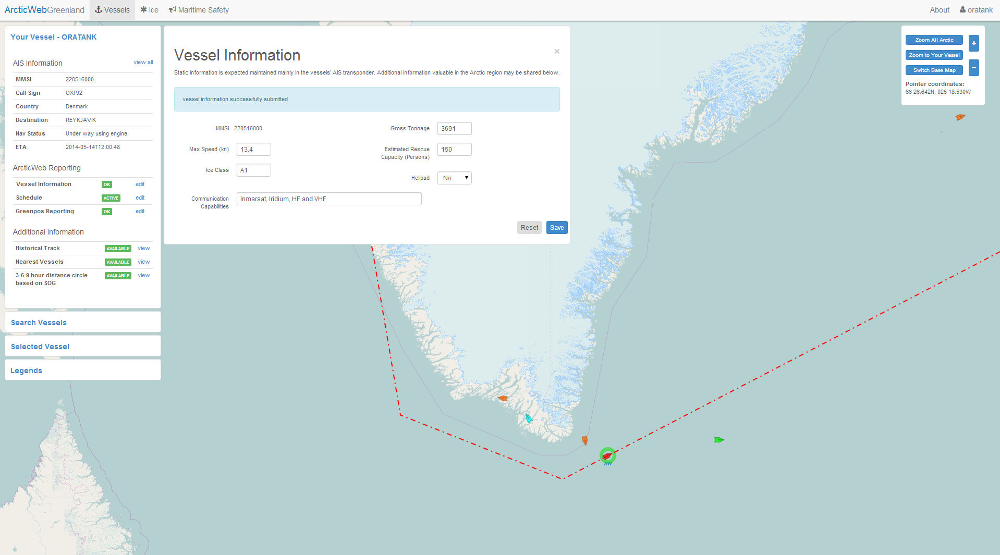 ArcticWebGreenland Vessels Ice Maritime Safety About oratank
Your Vessel - ORATANK
AIS Information view all
MMSI 220516000
Call Sign OXPJ2
Country Denmark
Destination REYKJAVIK
Nav Status Under way using engine
ETA 2014-05-14T12:00:48
ArcticWeb Reporting
Vessel Information OK edit
Schedule ACTIVE edit
Greenpos Reporting OK edit
Additional Information
Historical Track AVAILABLE view
Nearest Vessels AVAILABLE view
3-6-9 hour distance circle AVAILABLE view
based on SOG
Search Vessels
Selected Vessel
Legends
Vessel Information ×
Static information is expected maintained mainly in the vessels' AIS transponder. Additional information valuable in the Arctic region may be shared below.
vessel information successfully submitted
MMSI 220516000 Gross Tonnage 3691
Max Speed (kn) 13.4 Estimated Rescue 150
Capacity (Persons)
Ice Class A1
Helipad No
Communication Inmarsat, Iridium, HF and VHF
Capabilities
Reset Save
Zoom All Arctic +
Zoom to Your Vessel
Switch Base Map −
Pointer coordinates:
66 26.642N, 025 18.530W
AW